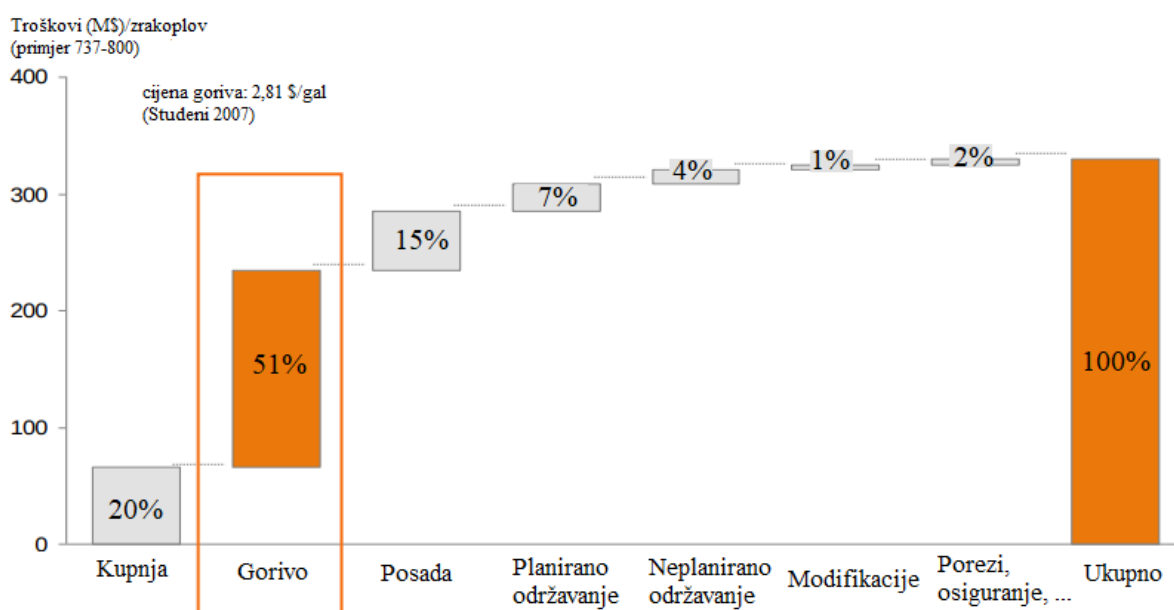 Troškovi (M$)/zrakoplov
(primjer 737-800)
400
cijena goriva: 2,81 $/gal
(Studeni 2007)
300
200
100
0
20%
51%
15%
7%
4%
1%
2%
100%
Kupnja
Gorivo
Posada
Planirano
održavanje
Neplanirano
održavanje
Modifikacije
Porezi,
osiguranje, ...
Ukupno